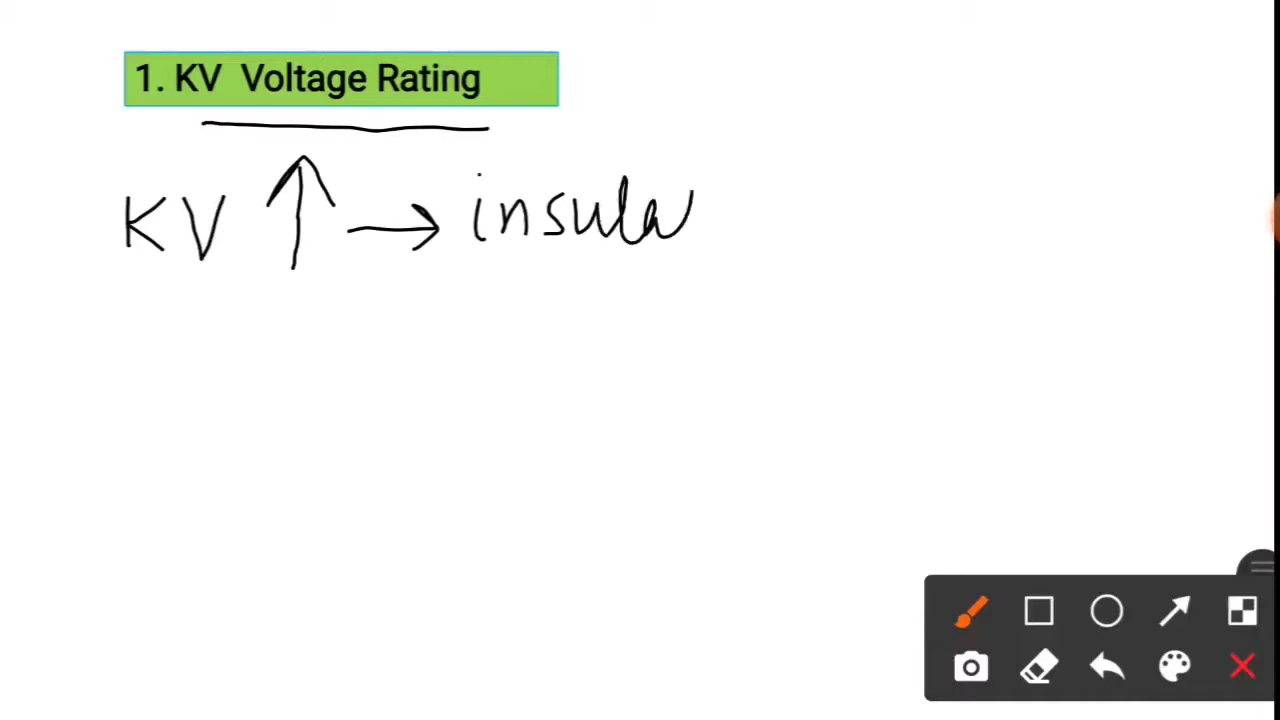 1. KV Voltage Rating
KV ↑ → insula